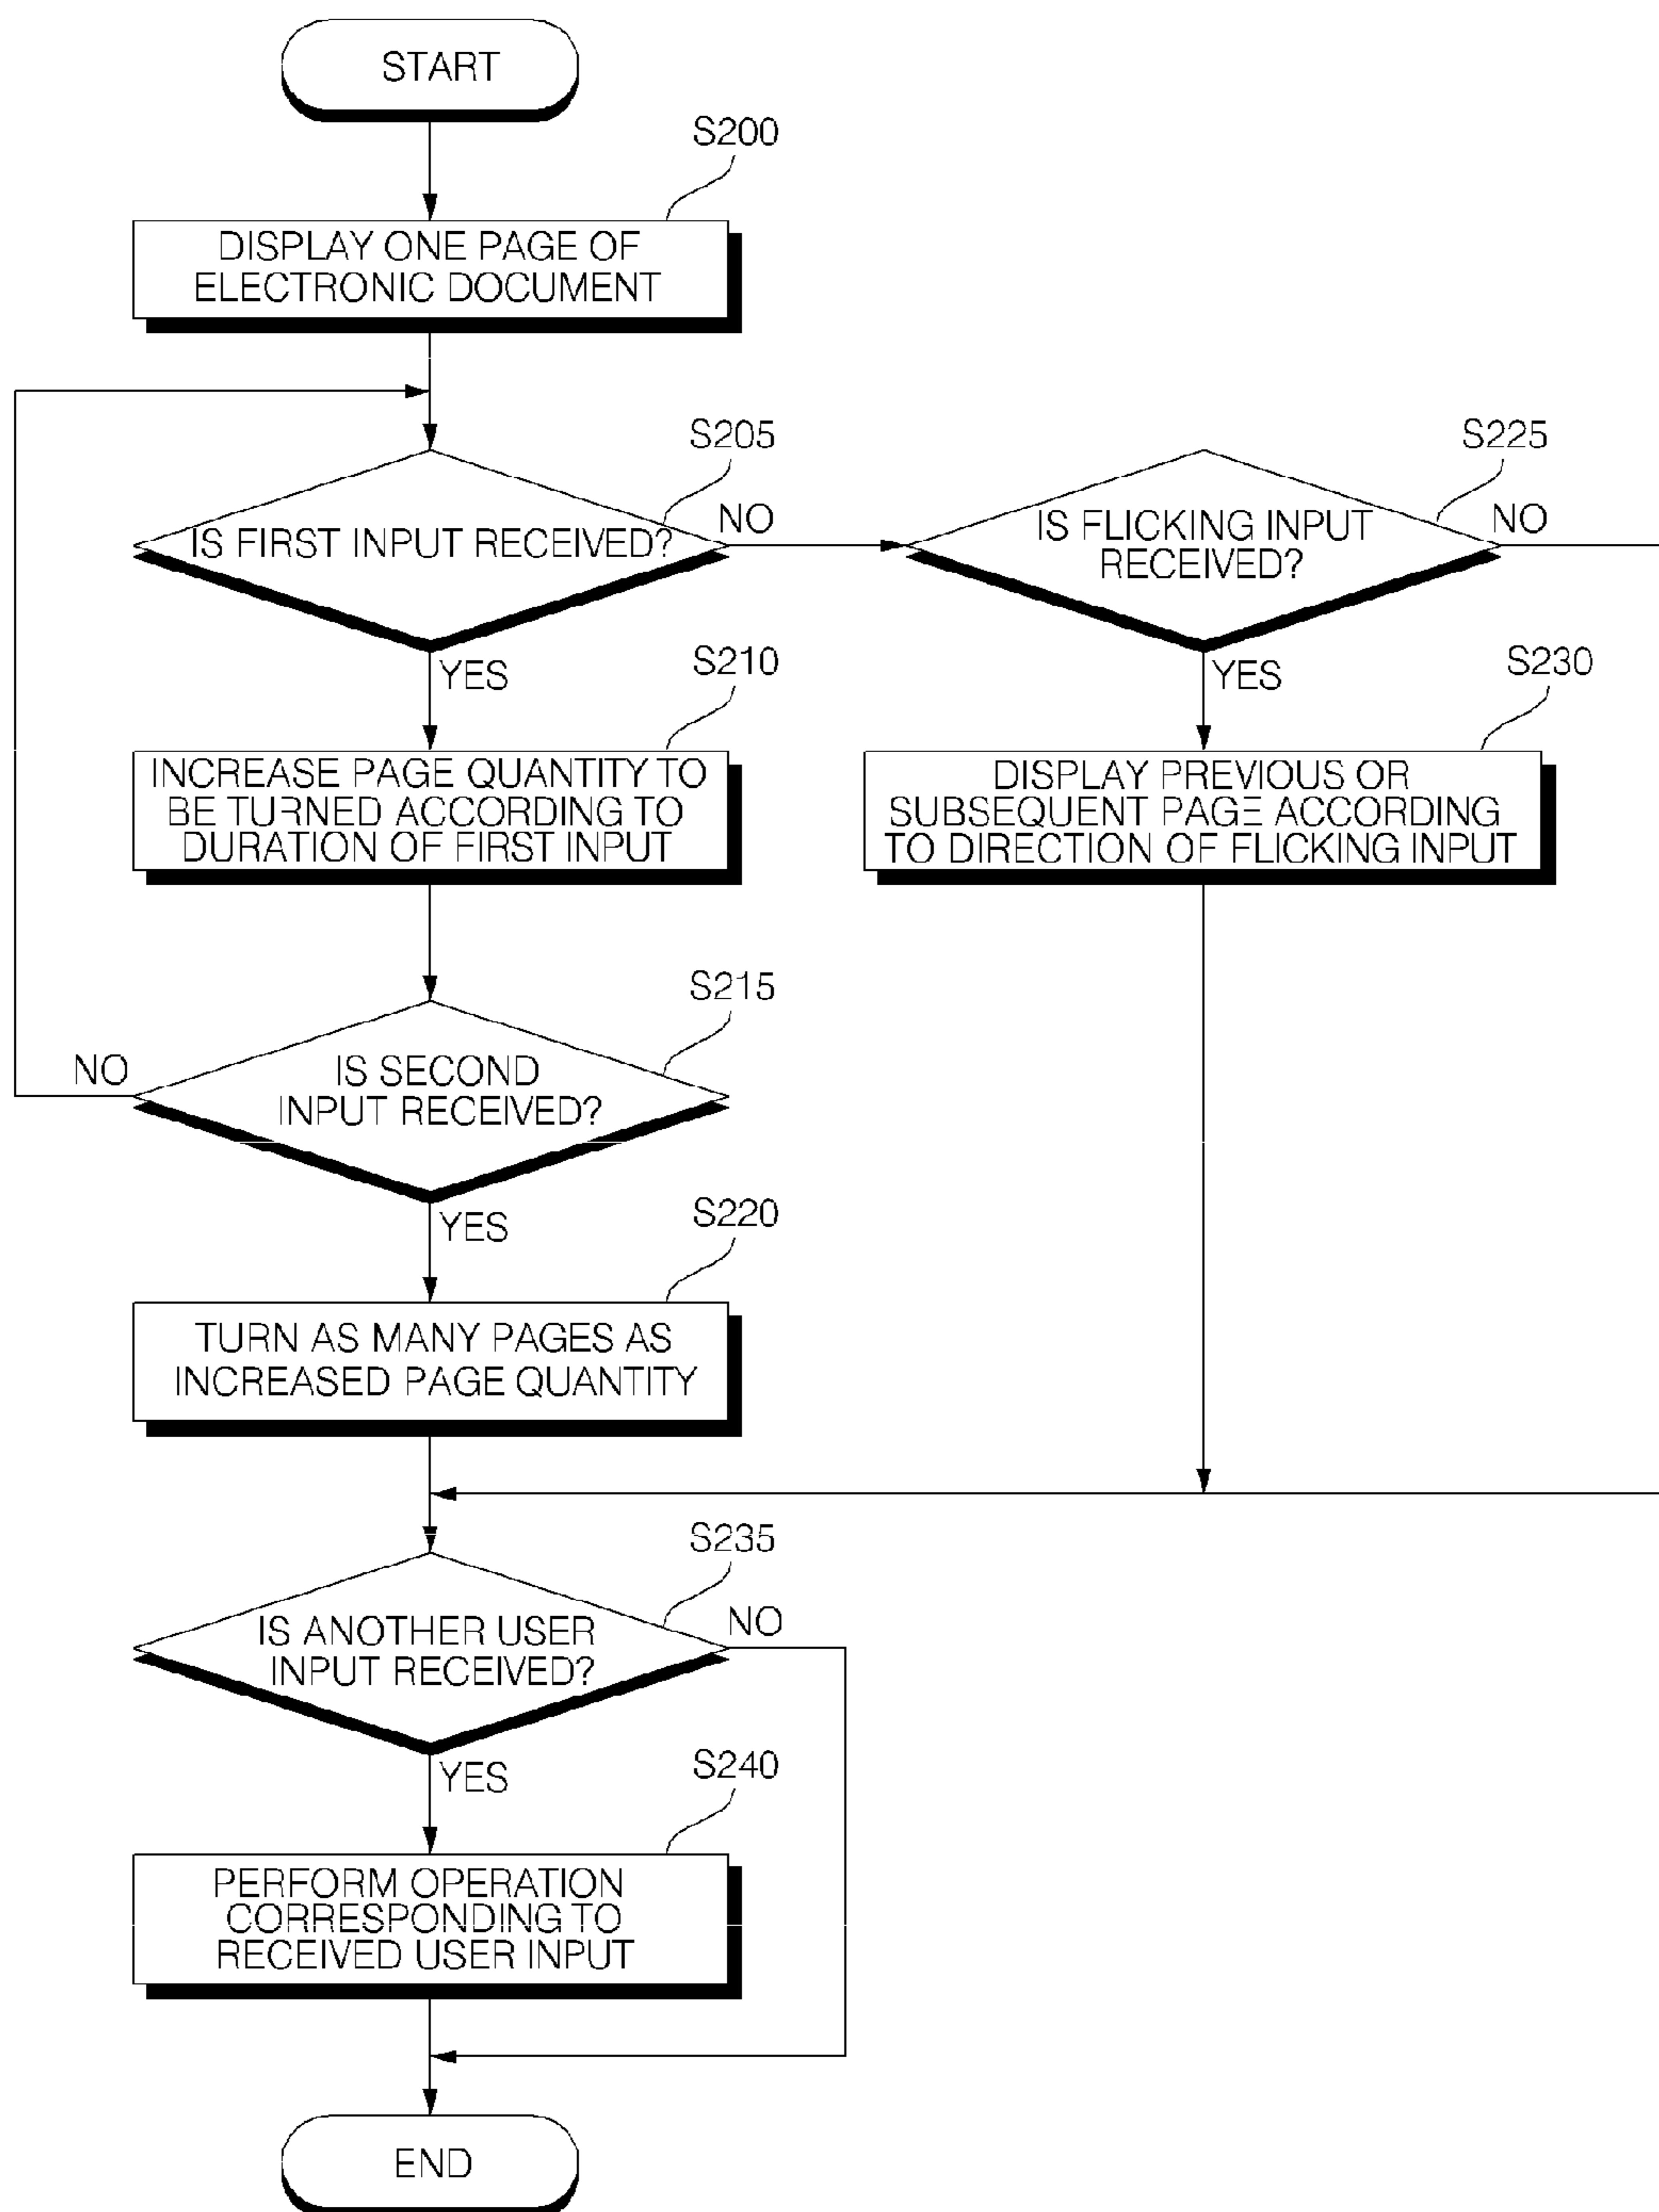 START
S200
DISPLAY ONE PAGE OF
ELECTRONIC DOCUMENT
S205
IS FIRST INPUT RECEIVED?
NO
S225
IS FLICKING INPUT
RECEIVED?
NO
YES
S210
INCREASE PAGE QUANTITY TO
BE TURNED ACCORDING TO
DURATION OF FIRST INPUT
YES
S230
DISPLAY PREVIOUS OR
SUBSEQUENT PAGE ACCORDING
TO DIRECTION OF FLICKING INPUT
S215
NO
IS SECOND
INPUT RECEIVED?
YES
S220
TURN AS MANY PAGES AS
INCREASED PAGE QUANTITY
S235
IS ANOTHER USER
INPUT RECEIVED?
NO
YES
S240
PERFORM OPERATION
CORRESPONDING TO
RECEIVED USER INPUT
END